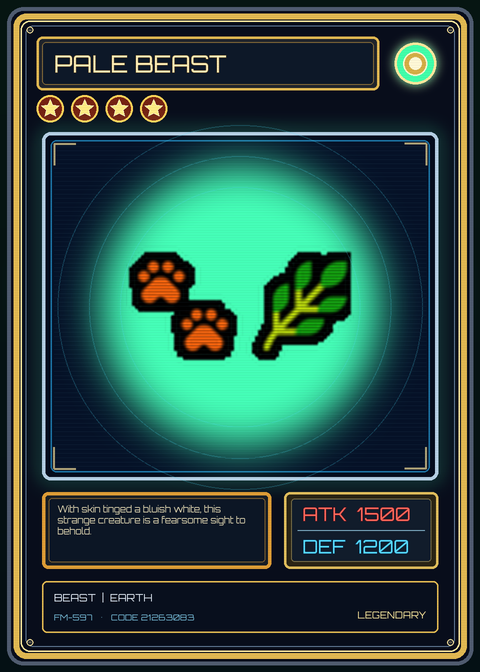 PALE BEAST
With skin tinged a bluish white, this
strange creature is a fearsome sight to
behold.
ATK 1500
DEF 1200
BEAST | EARTH
FM-597 · CODE 21263083
LEGENDARY